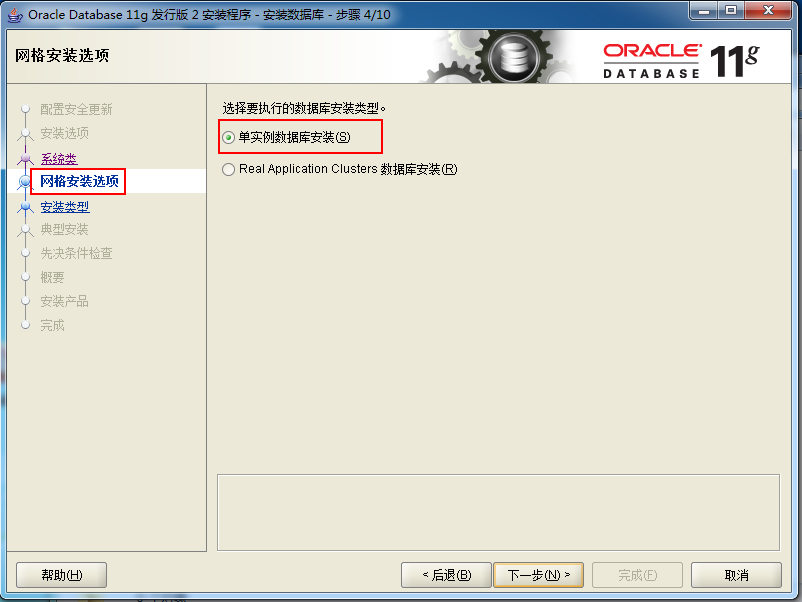 Oracle Database 11g 发行版 2 安装程序 - 安装数据库 - 步骤 4/10
网格安装选项
ORACLE
DATABASE
11g
配置安全更新
安装选项
系统类
网格安装选项
安装类型
典型安装
先决条件检查
概要
安装产品
完成
选择要执行的数据库安装类型。
单实例数据库安装(S)
Real Application Clusters 数据库安装(R)
帮助(H)
< 后退(B)
下一步(N) >
完成(F)
取消